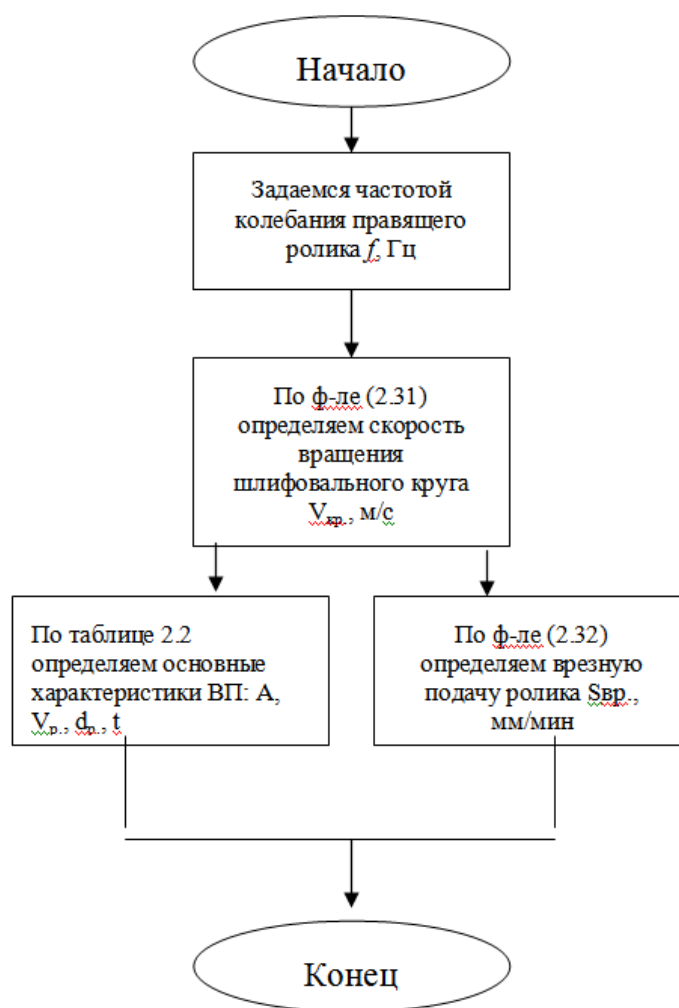 Начало
Задаемся частотой
колебания правящего
ролика f, Гц
По ф-ле (2.31)
определяем скорость
вращения
шлифовального круга
Vкр., м/с
По таблице 2.2
определяем основные
характеристики ВП: A,
Vр., dр., t
По ф-ле (2.32)
определяем врезную
подачу ролика Sвр.,
мм/мин
Конец